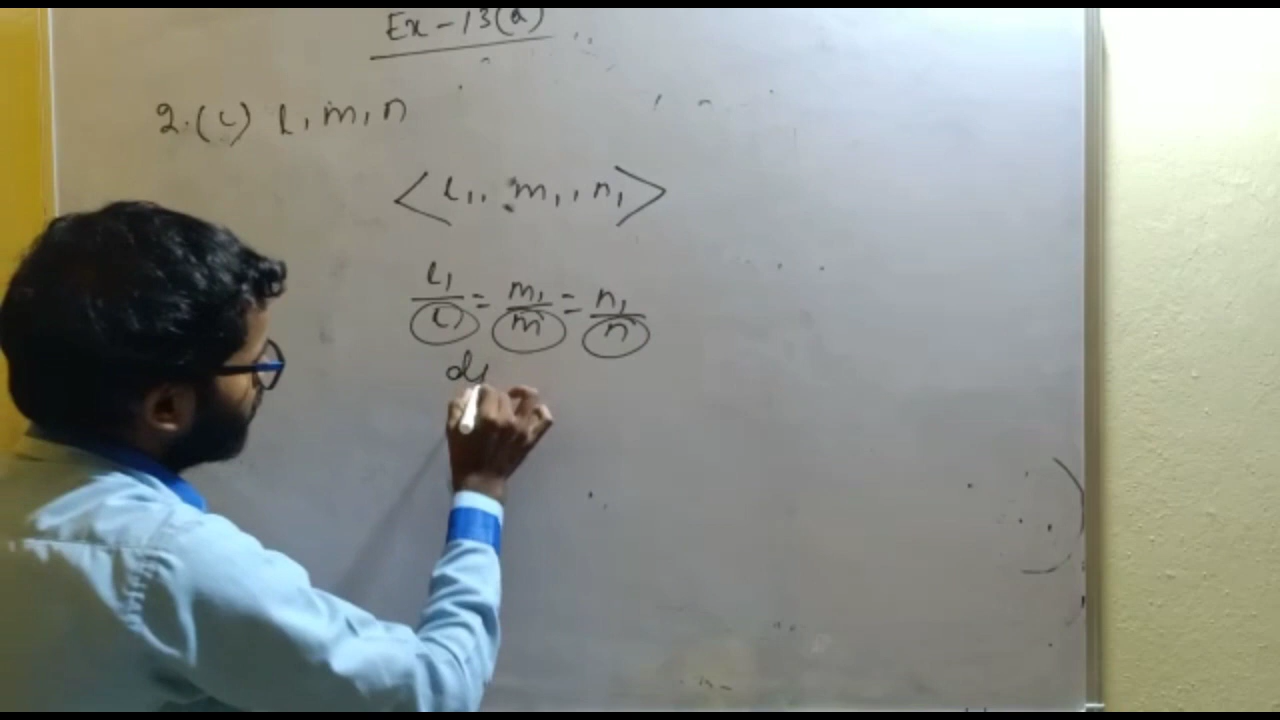 Ex-13(a)
2.(c) l, m, n
<l₁, m₁, n₁>
l₁/l = m₁/m = n₁/n